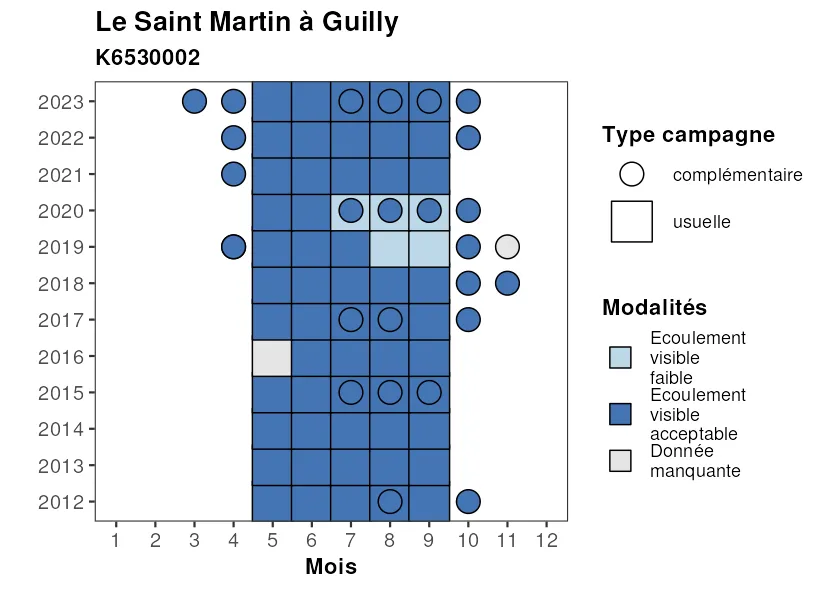 Le Saint Martin à Guilly
K6530002
2023
2022
2021
2020
2019
2018
2017
2016
2015
2014
2013
2012
1 2 3 4 5 6 7 8 9 10 11 12
Mois
Type campagne
complémentaire
usuelle
Modalités
Ecoulement
visible
faible
Ecoulement
visible
acceptable
Donnée
manquante